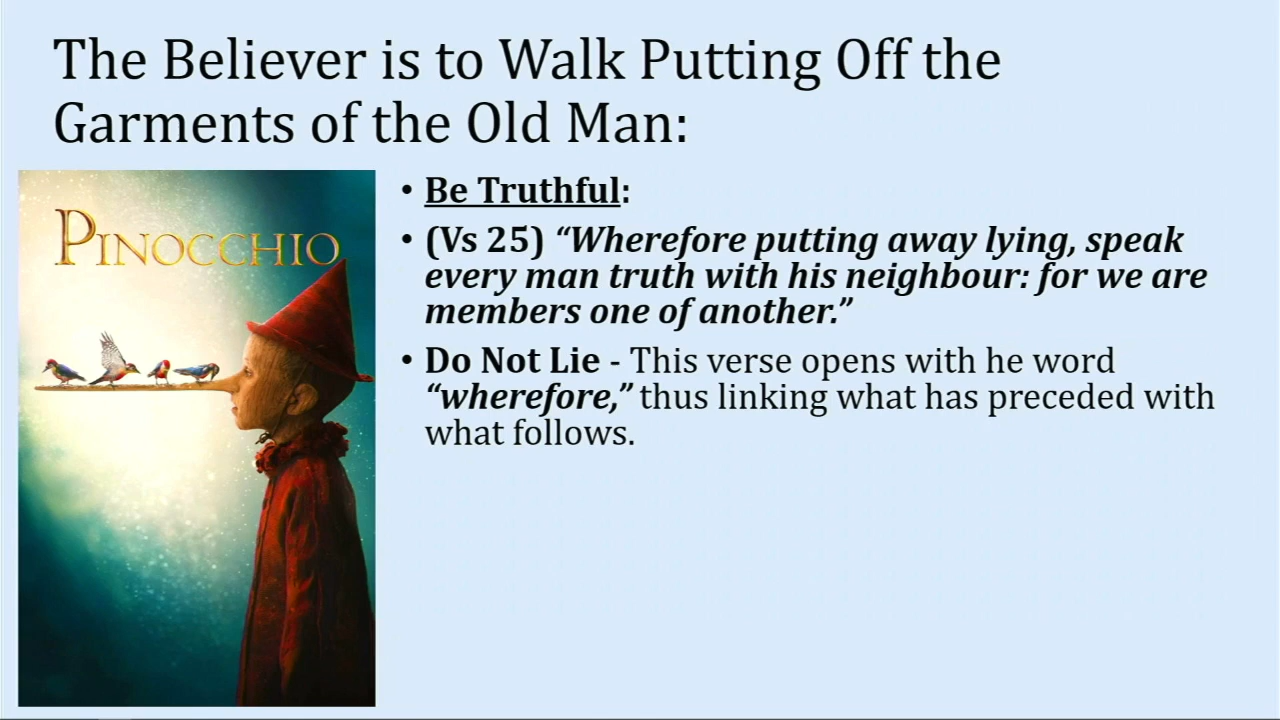 The Believer is to Walk Putting Off the
Garments of the Old Man:
PINOCCHIO
• Be Truthful:
• (Vs 25) “Wherefore putting away lying, speak
every man truth with his neighbour: for we are
members one of another.”
• Do Not Lie - This verse opens with he word
“wherefore,” thus linking what has preceded with
what follows.